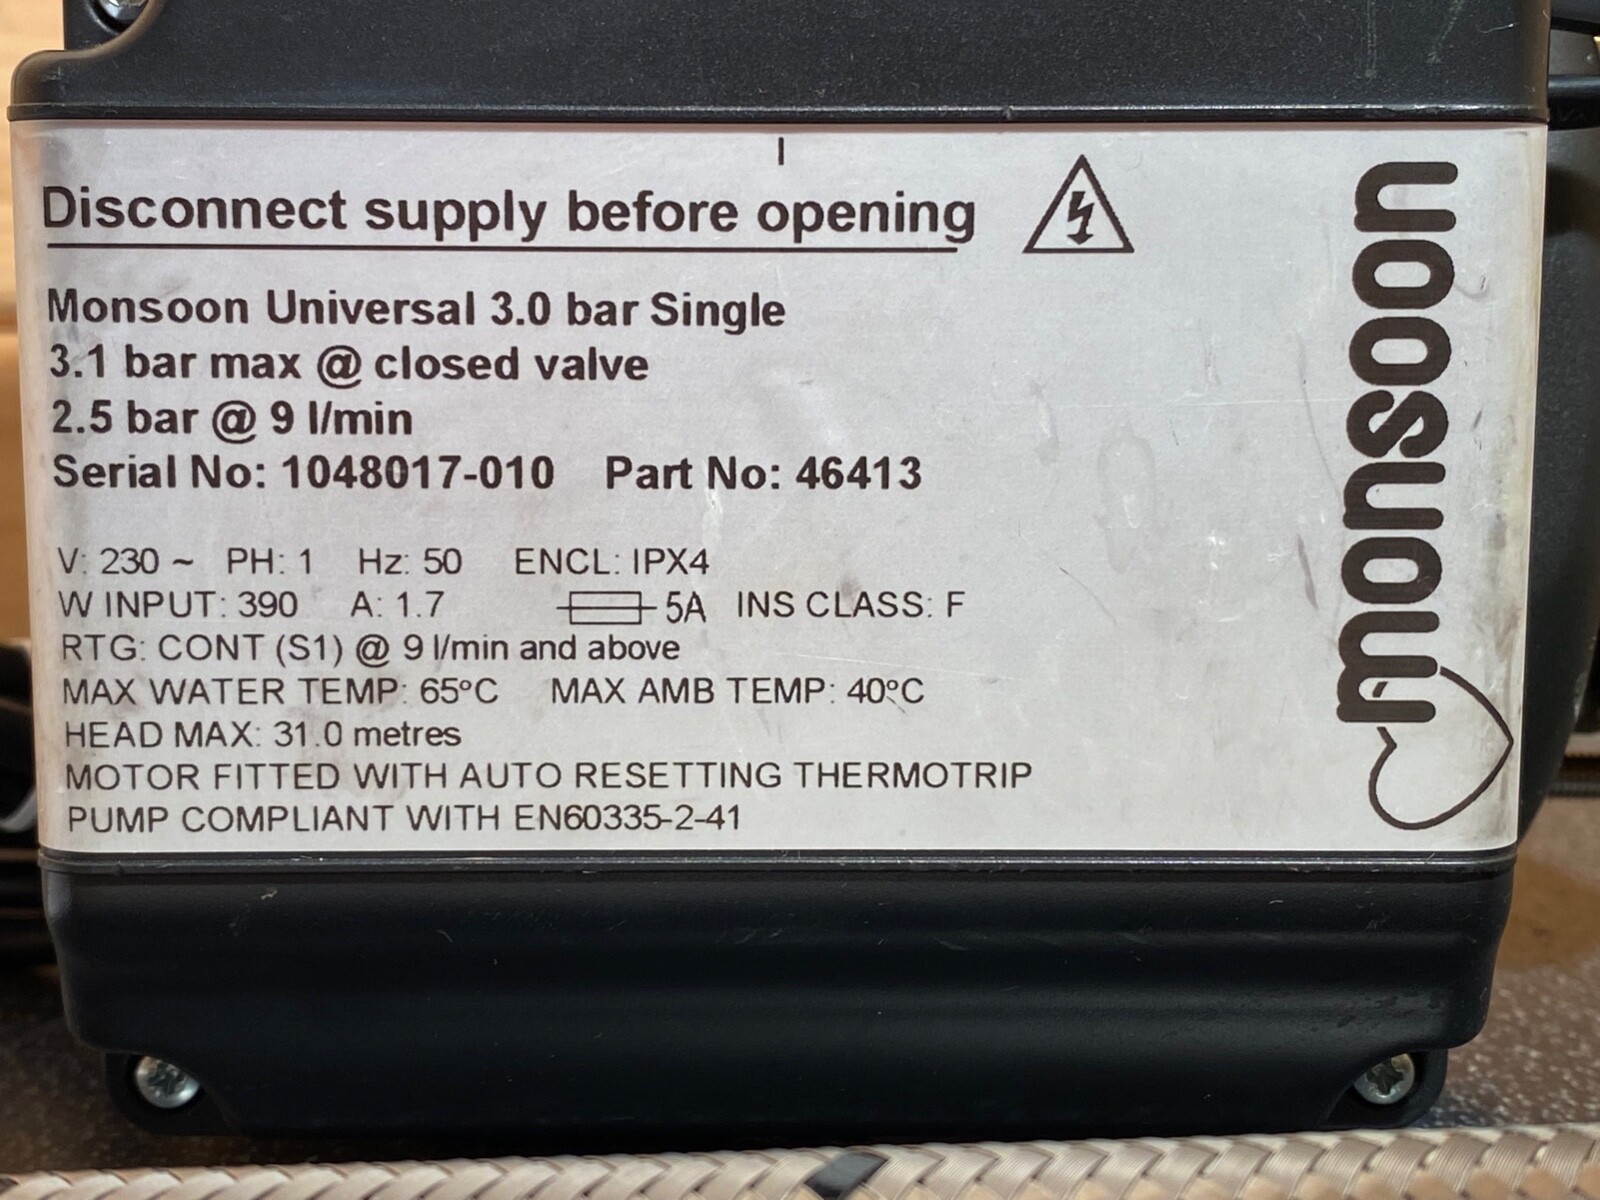 Disconnect supply before opening
Monsoon Universal 3.0 bar Single
3.1 bar max @ closed valve
2.5 bar @ 9 l/min
Serial No: 1048017-010 Part No: 46413
V: 230 ~ PH: 1 Hz: 50 ENCL: IPX4
W INPUT: 390 A: 1.7 5A INS CLASS: F
RTG: CONT (S1) @ 9 l/min and above
MAX WATER TEMP: 65°C MAX AMB TEMP: 40°C
HEAD MAX: 31.0 metres
MOTOR FITTED WITH AUTO RESETTING THERMOTRIP
PUMP COMPLIANT WITH EN60335-2-41
monsoon